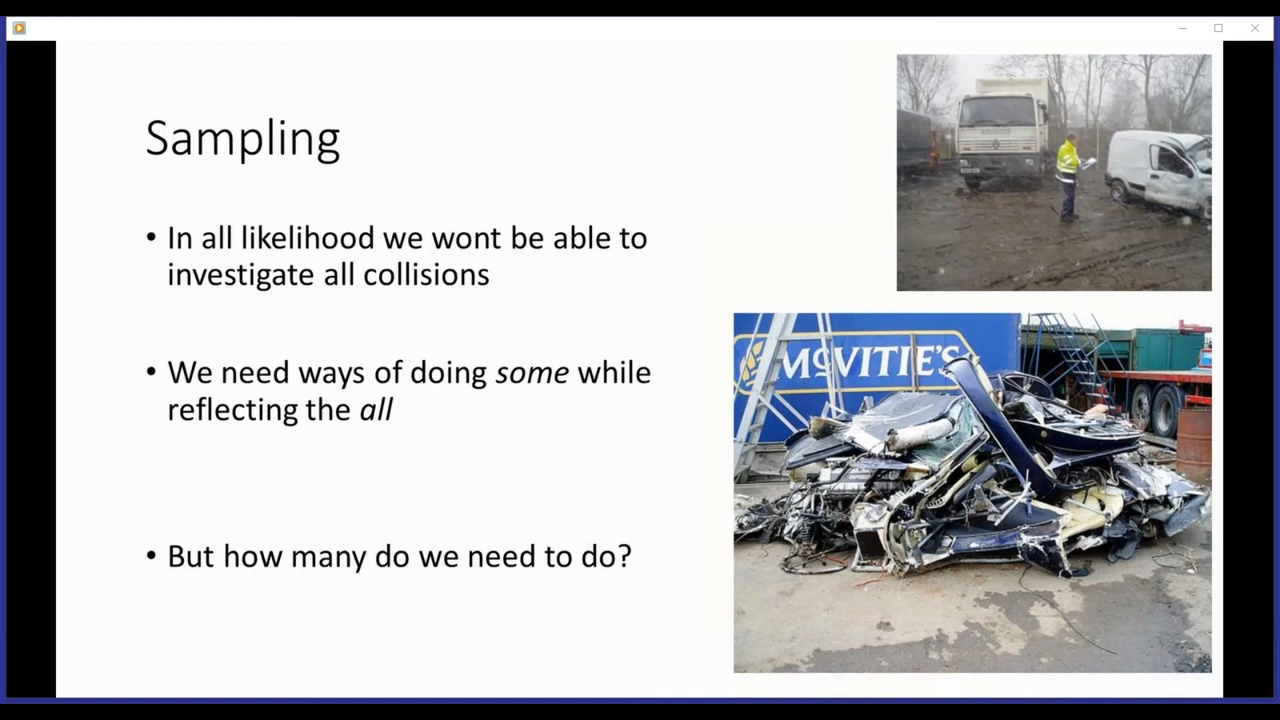 Sampling
• In all likelihood we wont be able to
investigate all collisions
• We need ways of doing some while
reflecting the all
• But how many do we need to do?
McVITIE'S